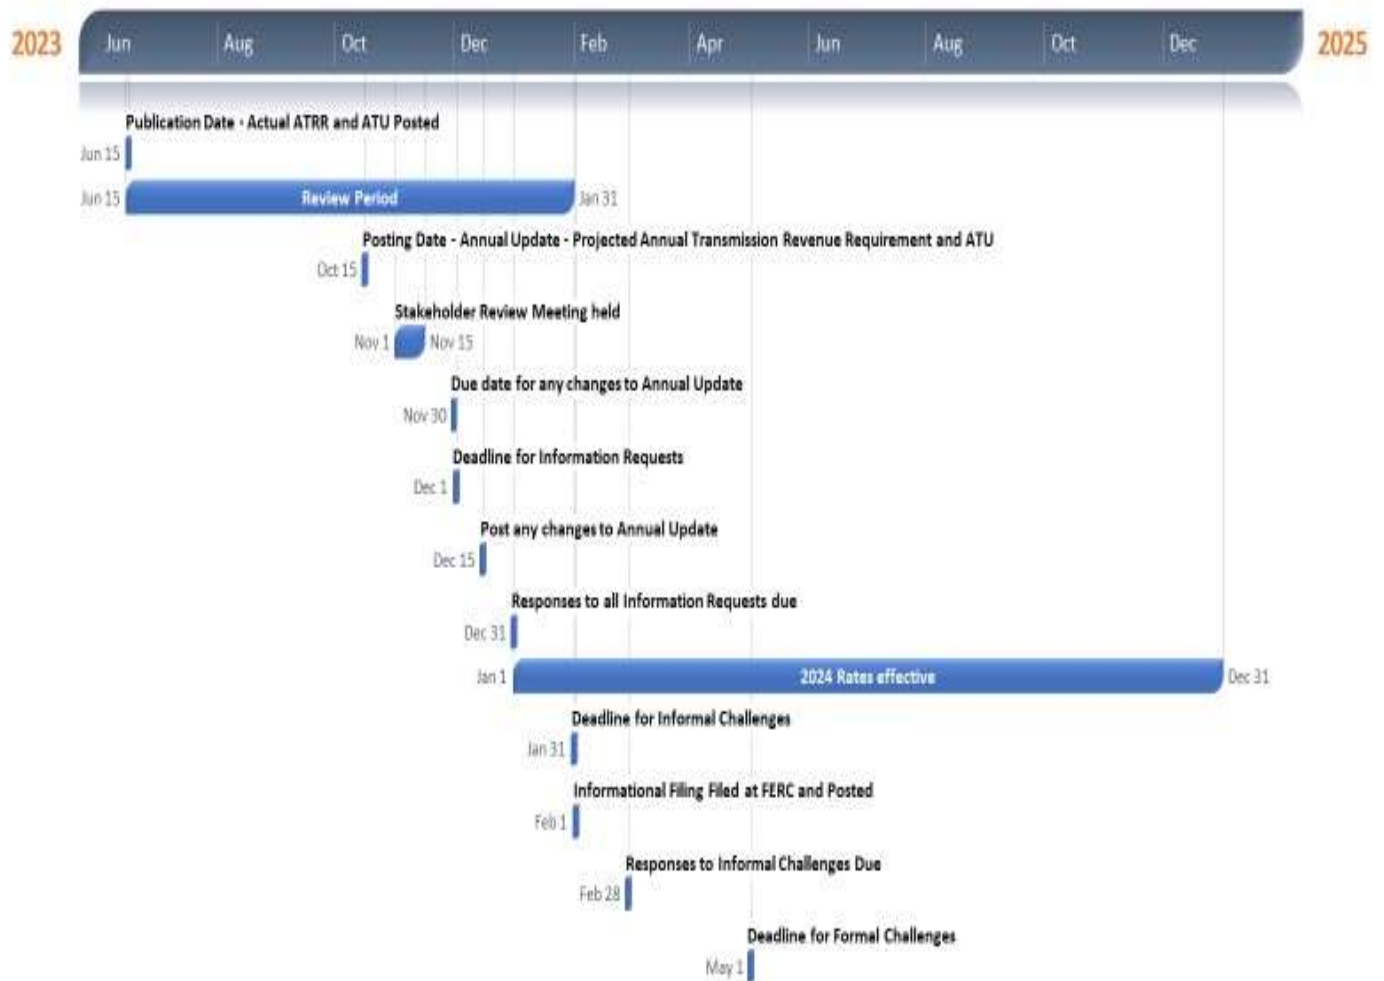 2023 Jun Aug Oct Dec Feb Apr Jun Aug Oct Dec 2025
Publication Date - Actual ATRR and ATU Posted
Jun 15
Jun 15 Review Period Jan 31
Posting Date - Annual Update - Projected Annual Transmission Revenue Requirement and ATU
Oct 15
Stakeholder Review Meeting held
Nov 1 Nov 15
Due date for any changes to Annual Update
Nov 30
Deadline for Information Requests
Dec 1
Post any changes to Annual Update
Dec 15
Responses to all Information Requests due
Dec 31
Jan 1 2024 Rates effective Dec 31
Deadline for Informal Challenges
Jan 31
Informational Filing Filed at FERC and Posted
Feb 1
Responses to Informal Challenges Due
Feb 28
Deadline for Formal Challenges
May 1